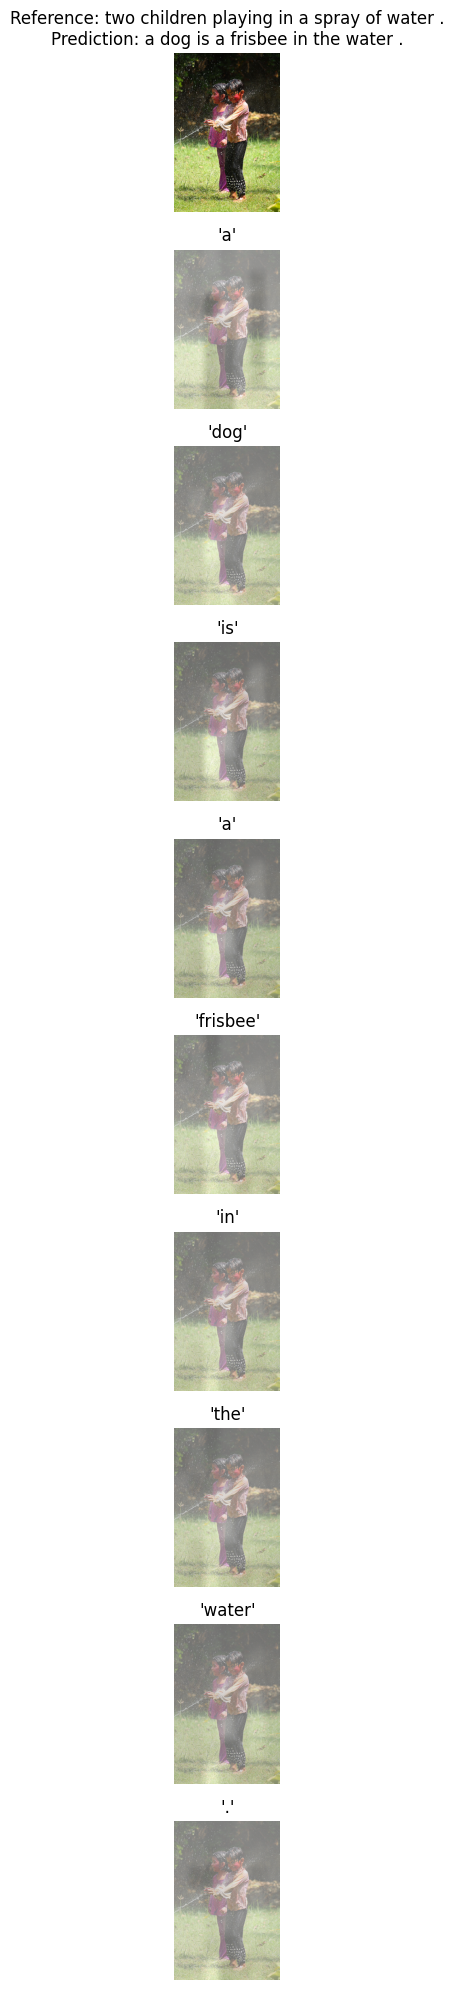 Reference: two children playing in a spray of water .
Prediction: a dog is a frisbee in the water .
'a'
'dog'
'is'
'a'
'frisbee'
'in'
'the'
'water'
'.'